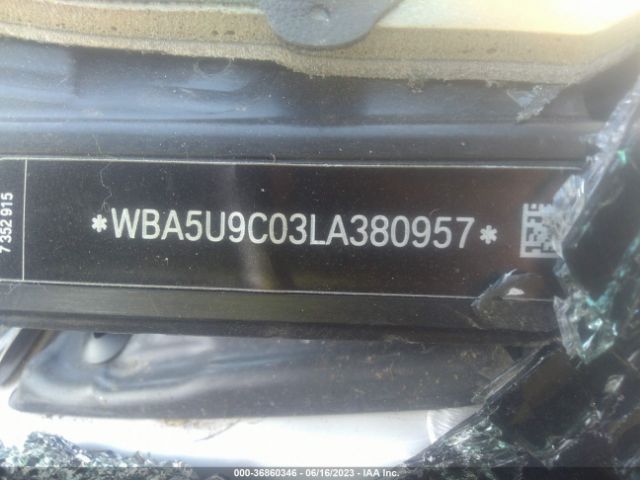 7 352 915
*WBA5U9C03LA380957*
000-36860346 - 06/16/2023 - IAA Inc.